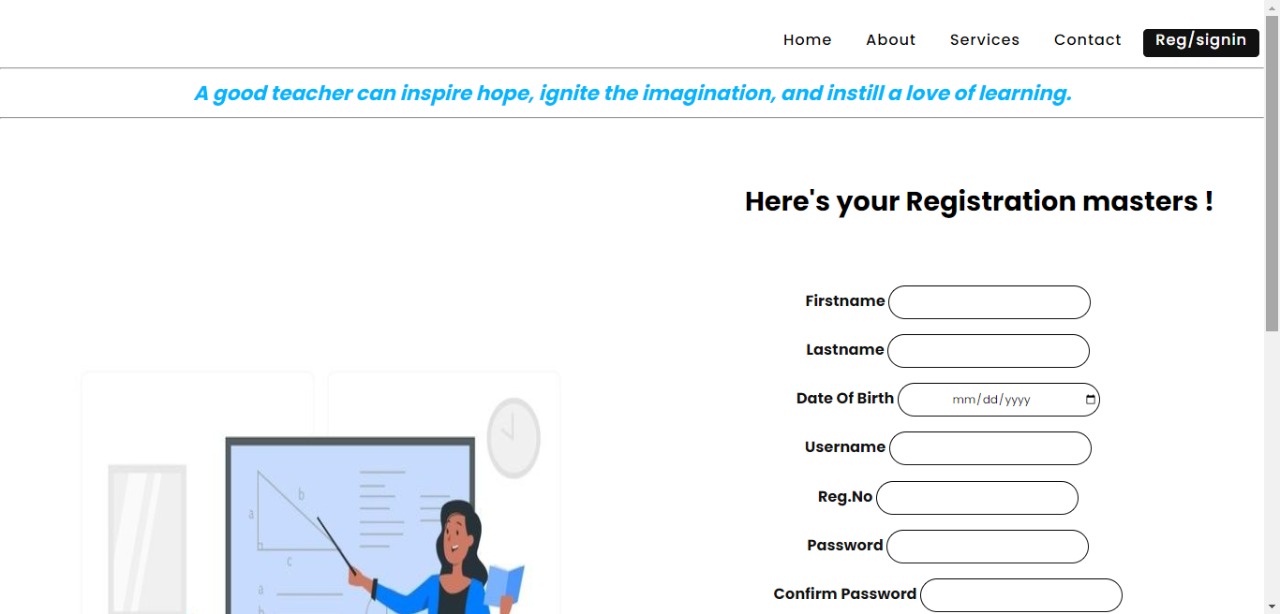 Home About Services Contact Reg/signin
A good teacher can inspire hope, ignite the imagination, and instill a love of learning.
Here's your Registration masters !
Firstname
Lastname
Date Of Birth mm/dd/yyyy
Username
Reg.No
Password
Confirm Password
b
a
c
a
b